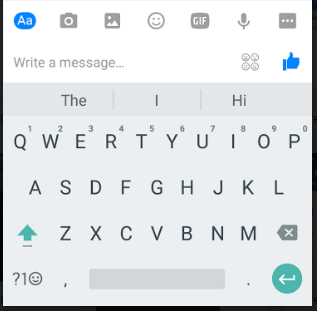 Aa GIF
Write a message...
The I Hi
1 2 3 4 5 6 7 8 9 0
Q W E R T Y U I O P
A S D F G H J K L
Z X C V B N M
?1☺ , .